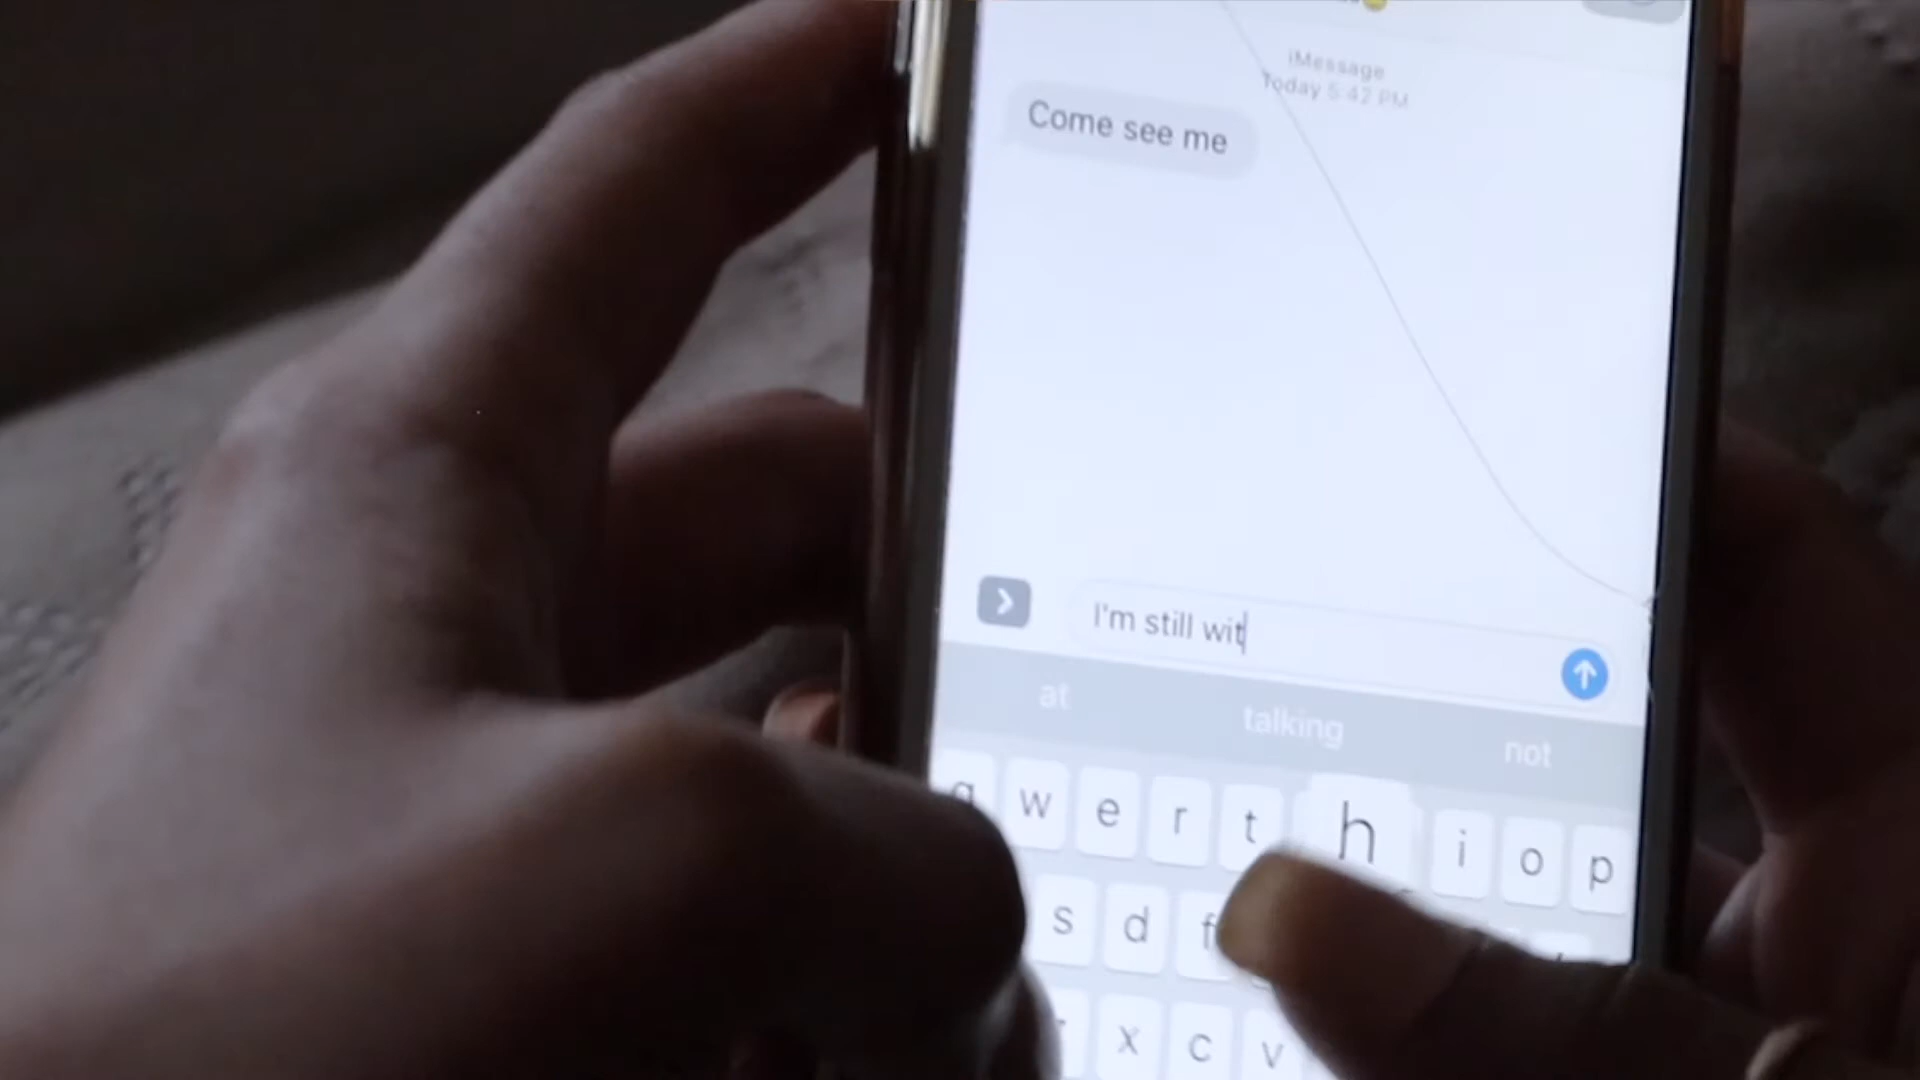 iMessage
Today 5:42 PM
Come see me
I'm still wit
at talking not
q w e r t h i o p
s d f
x c v